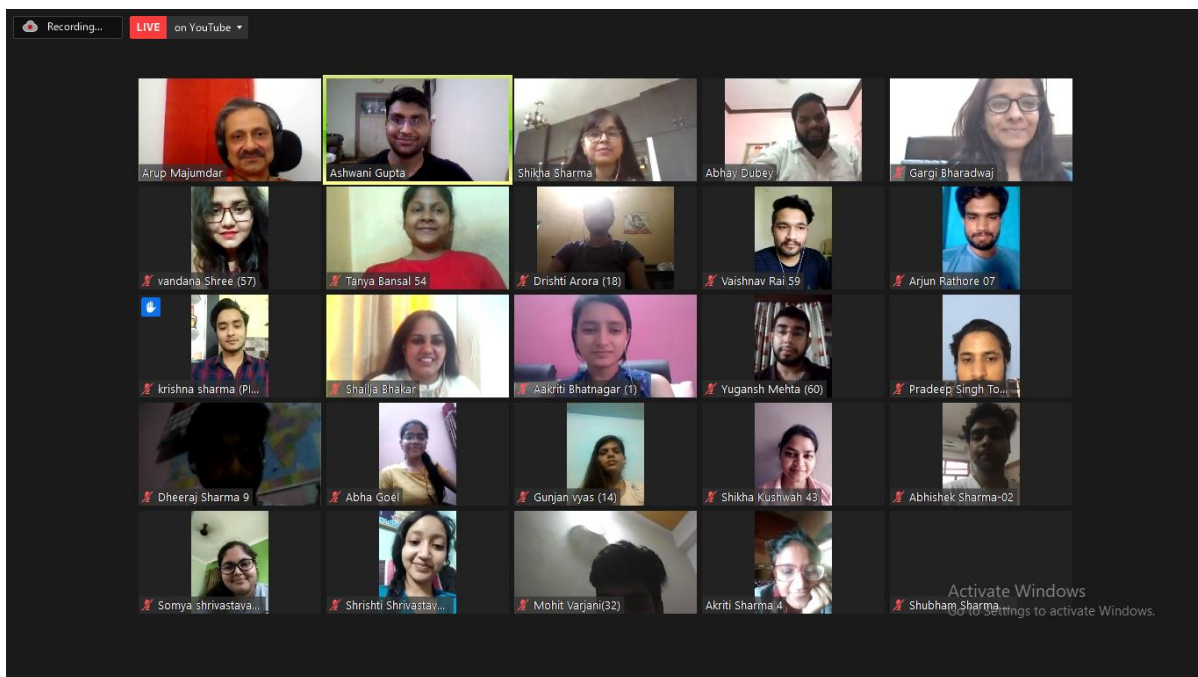 Recording...
LIVE on YouTube
Arup Majumdar
Ashwani Gupta
Shikha Sharma
Abhay Dubey
Gargi Bharadwaj
vandana Shree (57)
Tanya Bansal 54
Drishti Arora (18)
Vaishnav Rai 59
Arjun Rathore 07
krishna sharma (Pl...
Shailja Bhakar
Aakriti Bhatnagar (1)
Yugansh Mehta (60)
Pradeep Singh To...
Dheeraj Sharma 9
Abha Goel
Gunjan vyas (14)
Shikha Kushwah 43
Abhishek Sharma-02
Somya shrivastava...
Shrishti Shrivastav...
Mohit Varjani(32)
Akriti Sharma 4
Shubham Sharma...
Activate Windows
Go to Settings to activate Windows.